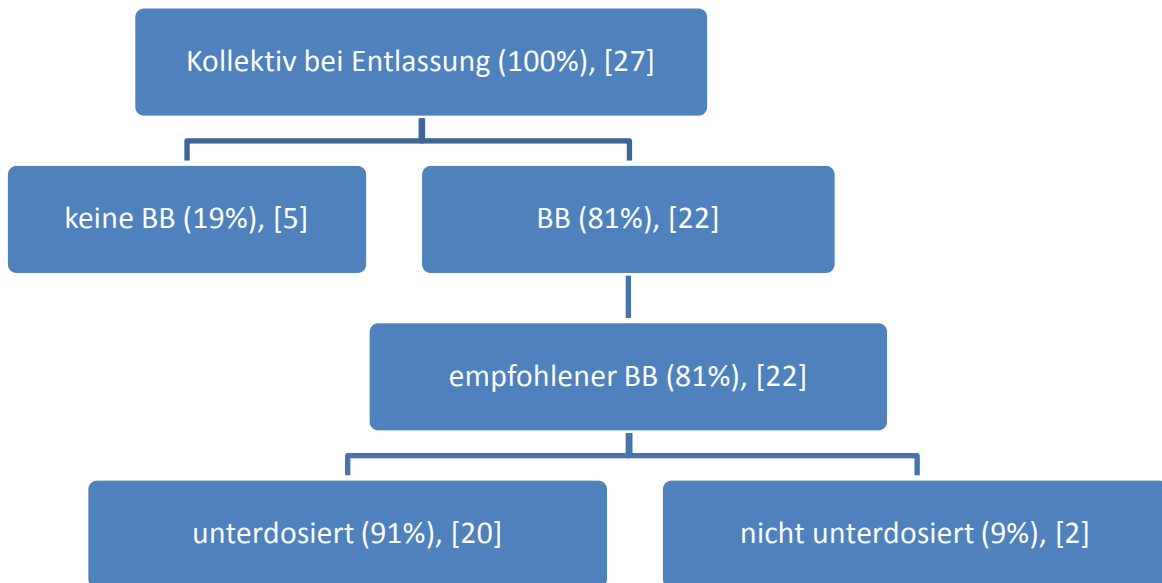 Kollektiv bei Entlassung (100%), [27]
keine BB (19%), [5]
BB (81%), [22]
empfohlener BB (81%), [22]
unterdosiert (91%), [20]
nicht unterdosiert (9%), [2]